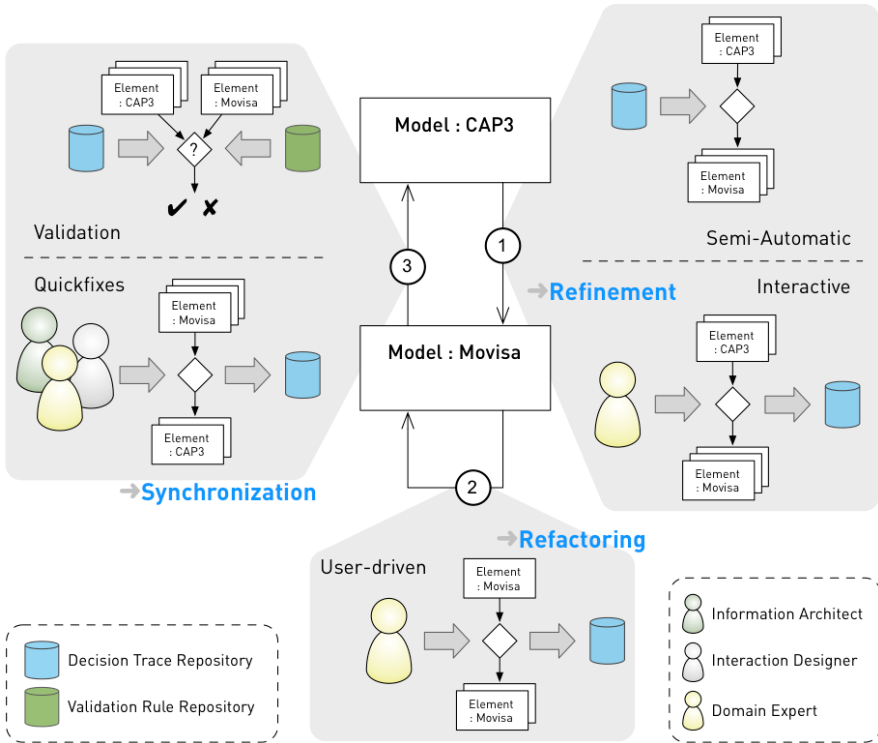 Element
: CAP3
Element
: Movisa
?
✔ ✘
Validation
Quickfixes
Element
: Movisa
Element
: CAP3
➔Synchronization
Model : CAP3
3
1
Model : Movisa
2
Element
: CAP3
Element
: Movisa
Semi-Automatic
➔Refinement
Interactive
Element
: CAP3
Element
: Movisa
➔Refactoring
User-driven
Element
: Movisa
Element
: Movisa
Decision Trace Repository
Validation Rule Repository
Information Architect
Interaction Designer
Domain Expert